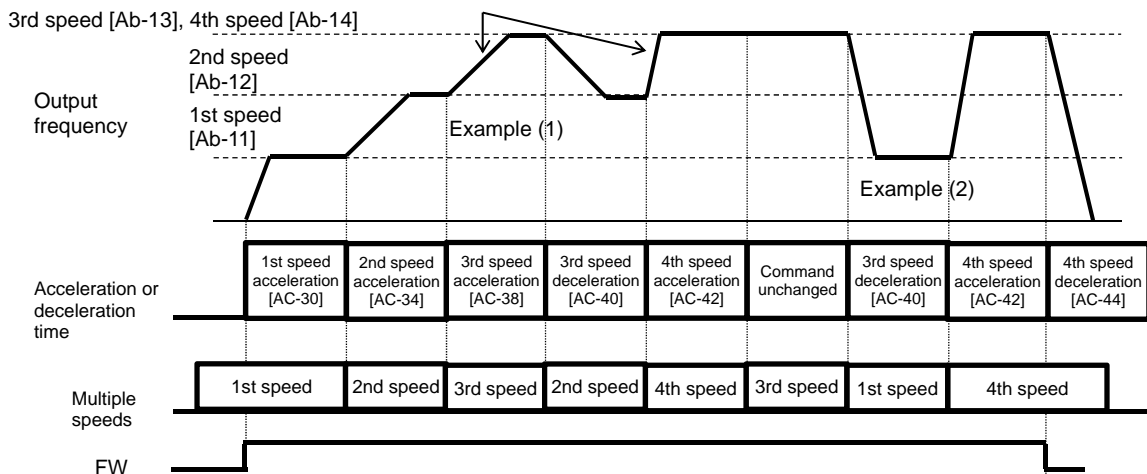 3rd speed [Ab-13], 4th speed [Ab-14]
2nd speed
[Ab-12]
Output
frequency
1st speed
[Ab-11]
Example (1)
Example (2)
Acceleration or
deceleration
time
1st speed
acceleration
[AC-30]
2nd speed
acceleration
[AC-34]
3rd speed
acceleration
[AC-38]
3rd speed
deceleration
[AC-40]
4th speed
acceleration
[AC-42]
Command
unchanged
3rd speed
deceleration
[AC-40]
4th speed
acceleration
[AC-42]
4th speed
deceleration
[AC-44]
Multiple
speeds
1st speed
2nd speed
3rd speed
2nd speed
4th speed
3rd speed
1st speed
4th speed
FW